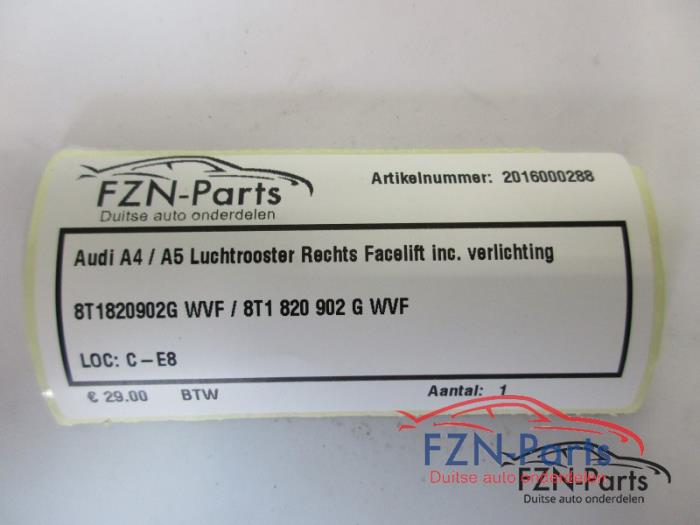 FZN-Parts
Duitse auto onderdelen
Artikelnummer: 2016000288
Audi A4 / A5 Luchtrooster Rechts Facelift inc. verlichting
8T1820902G WVF / 8T1 820 902 G WVF
LOC: C-E8
€ 29.00 BTW Aantal: 1
FZN-Parts
Duitse auto onderdelen
FZN-Parts
Duitse auto onderdelen